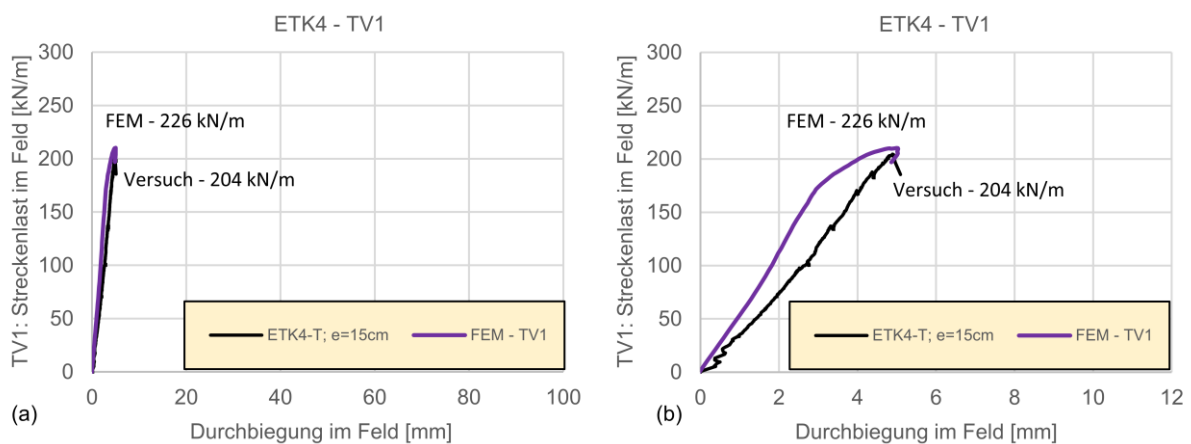 ETK4 - TV1
TV1: Streckenlast im Feld [kN/m]
300
250
200
150
100
50
0
FEM - 226 kN/m
Versuch - 204 kN/m
ETK4-T; e=15cm
FEM - TV1
0
20
40
60
80
100
Durchbiegung im Feld [mm]
(a)
ETK4 - TV1
TV1: Streckenlast im Feld [kN/m]
300
250
200
150
100
50
0
FEM - 226 kN/m
Versuch - 204 kN/m
ETK4-T; e=15cm
FEM - TV1
0
2
4
6
8
10
12
Durchbiegung im Feld [mm]
(b)